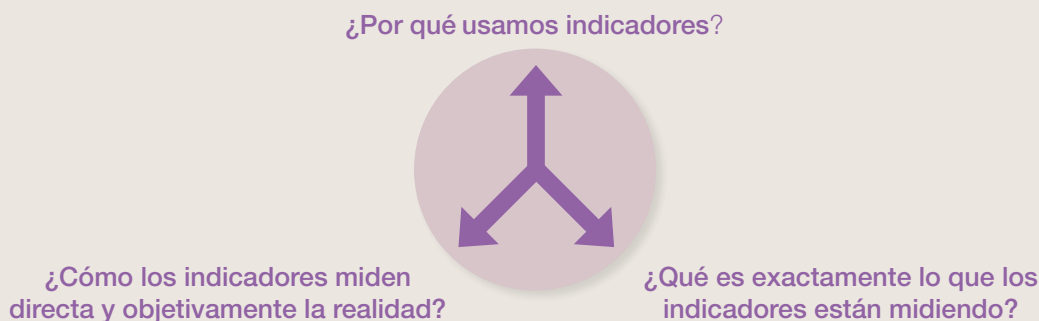 ¿Por qué usamos indicadores?
¿Cómo los indicadores miden
directa y objetivamente la realidad?
¿Qué es exactamente lo que los
indicadores están midiendo?